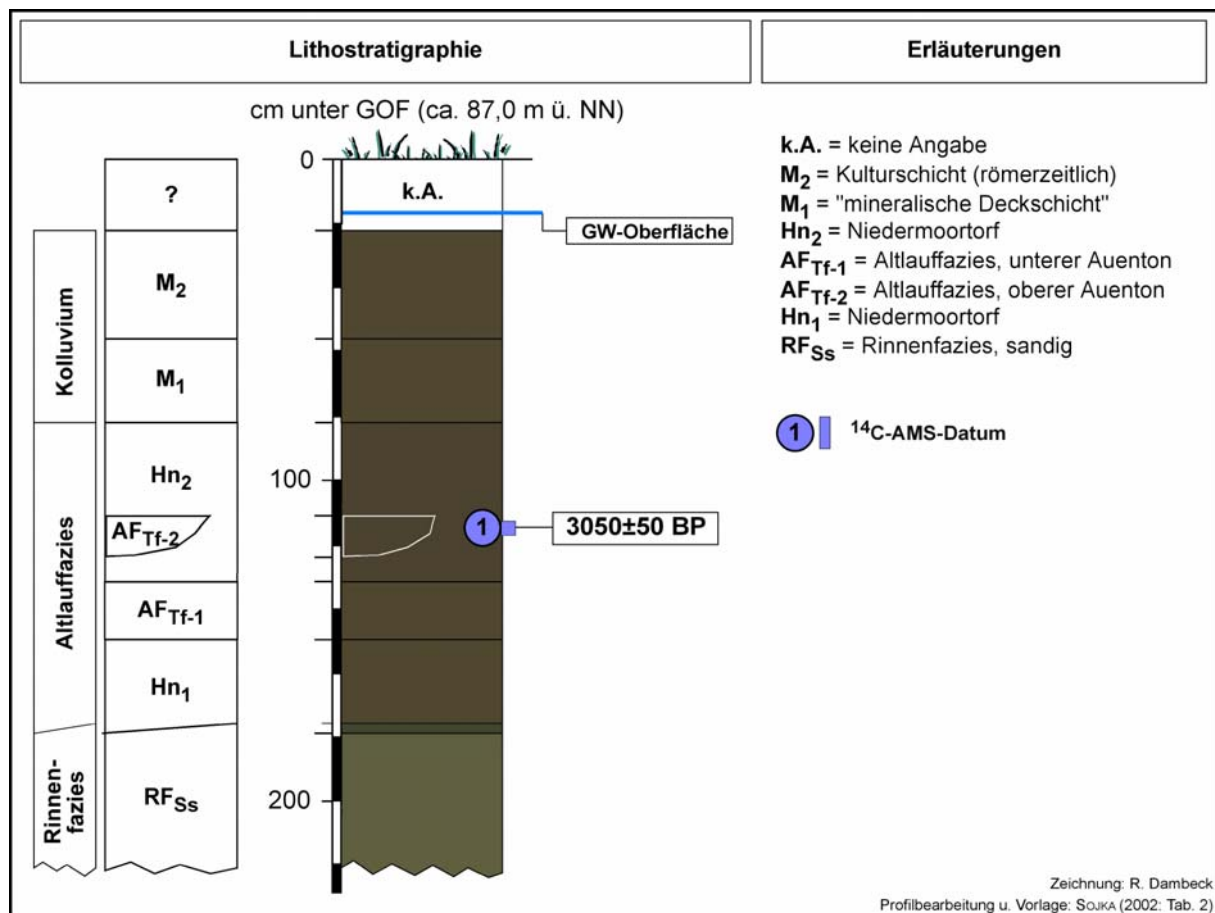 Lithostratigraphie
Erläuterungen
cm unter GOF (ca. 87,0 m ü. NN)
0
?
k.A.
GW-Oberfläche
Kolluvium
M2
M1
Altlauffazies
Hn2
100
AFTf-2
1
3050±50 BP
AFTf-1
Hn1
Rinnen-
fazies
RFSs
200
k.A. = keine Angabe
M2 = Kulturschicht (römerzeitlich)
M1 = "mineralische Deckschicht"
Hn2 = Niedermoortorf
AFTf-1 = Altlauffazies, unterer Auenton
AFTf-2 = Altlauffazies, oberer Auenton
Hn1 = Niedermoortorf
RFSs = Rinnenfazies, sandig
1 14C-AMS-Datum
Zeichnung: R. Dambeck
Profilbearbeitung u. Vorlage: SOJKA (2002: Tab. 2)